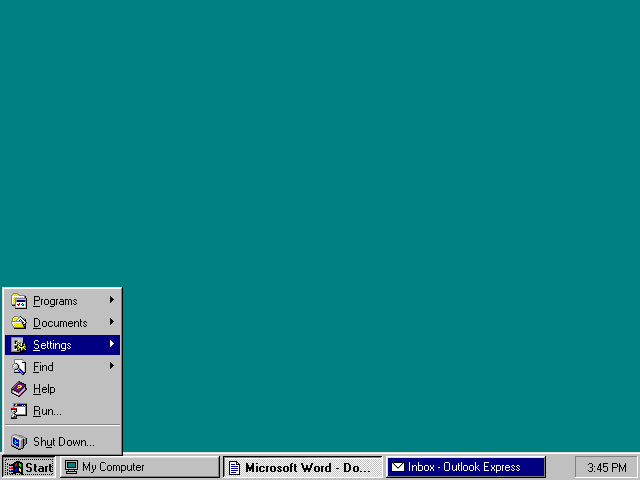 Programs
Documents
Settings
Find
Help
Run...
Shut Down...
Start
My Computer
Microsoft Word - Do...
Inbox - Outlook Express
3:45 PM